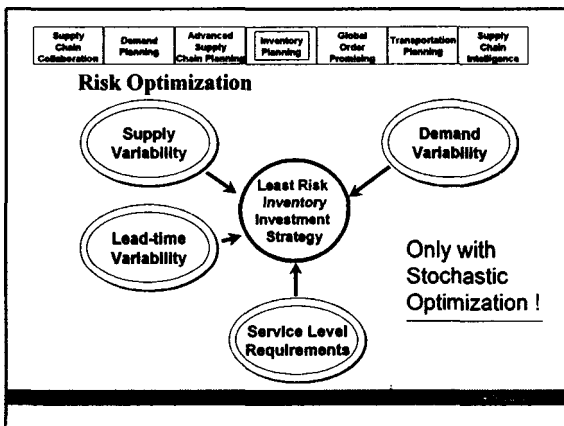 Supply Chain Collaboration
Demand Planning
Advanced Supply Chain Planning
Inventory Planning
Global Order Promising
Transportation Planning
Supply Chain Intelligence
Risk Optimization
Supply
Variability
Demand
Variability
Least Risk
Inventory
Investment
Strategy
Lead-time
Variability
Only with
Stochastic
Optimization !
Service Level
Requirements